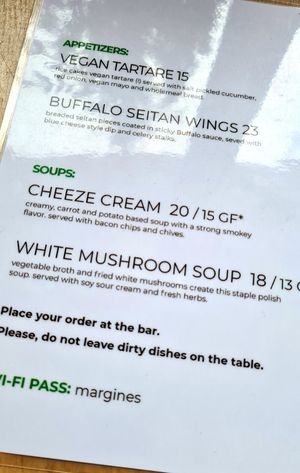 APPETIZERS:
VEGAN TARTARE 15
rice cakes vegan tartare (!) served with salt pickled cucumber,
red onion, vegan mayo and wholemeal bread.
BUFFALO SEITAN WINGS 23
breaded seitan pieces coated in sticky Buffalo sauce, seved with
blue cheese style dip and celery stalks.
SOUPS:
CHEEZE CREAM 20 / 15 GF*
creamy, carrot and potato based soup with a strong smokey
flavor. served with bacon chips and chives.
WHITE MUSHROOM SOUP 18 / 13
vegetable broth and fried white mushrooms create this staple polish
soup. served with soy sour cream and fresh herbs.
Place your order at the bar.
Please, do not leave dirty dishes on the table.
WI-FI PASS: margines